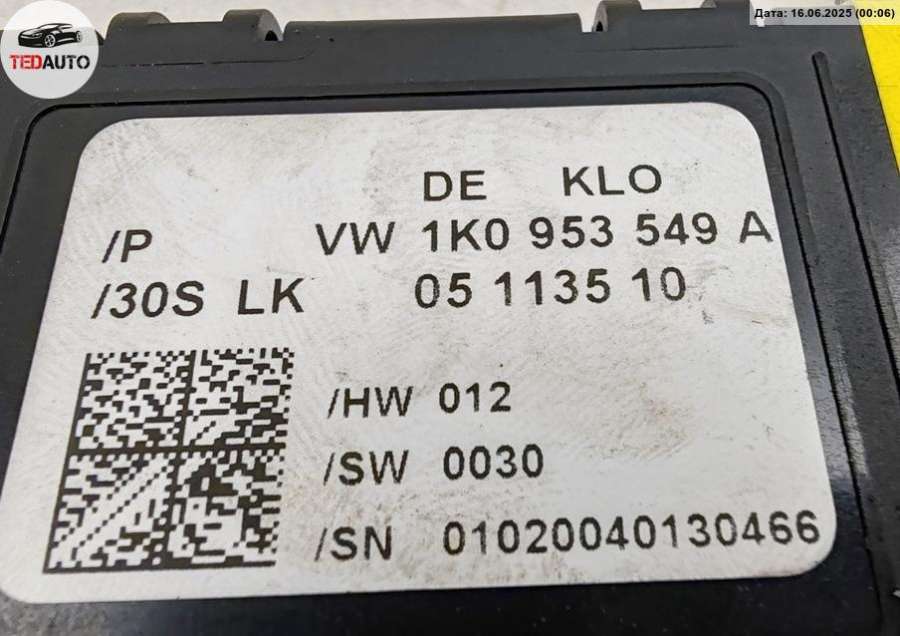 TEDAUTO
Дата: 16.06.2025 (00:06)
DE KLO
/P VW 1K0 953 549 A
/30S LK 05 1135 10
/HW 012
/SW 0030
/SN 01020040130466